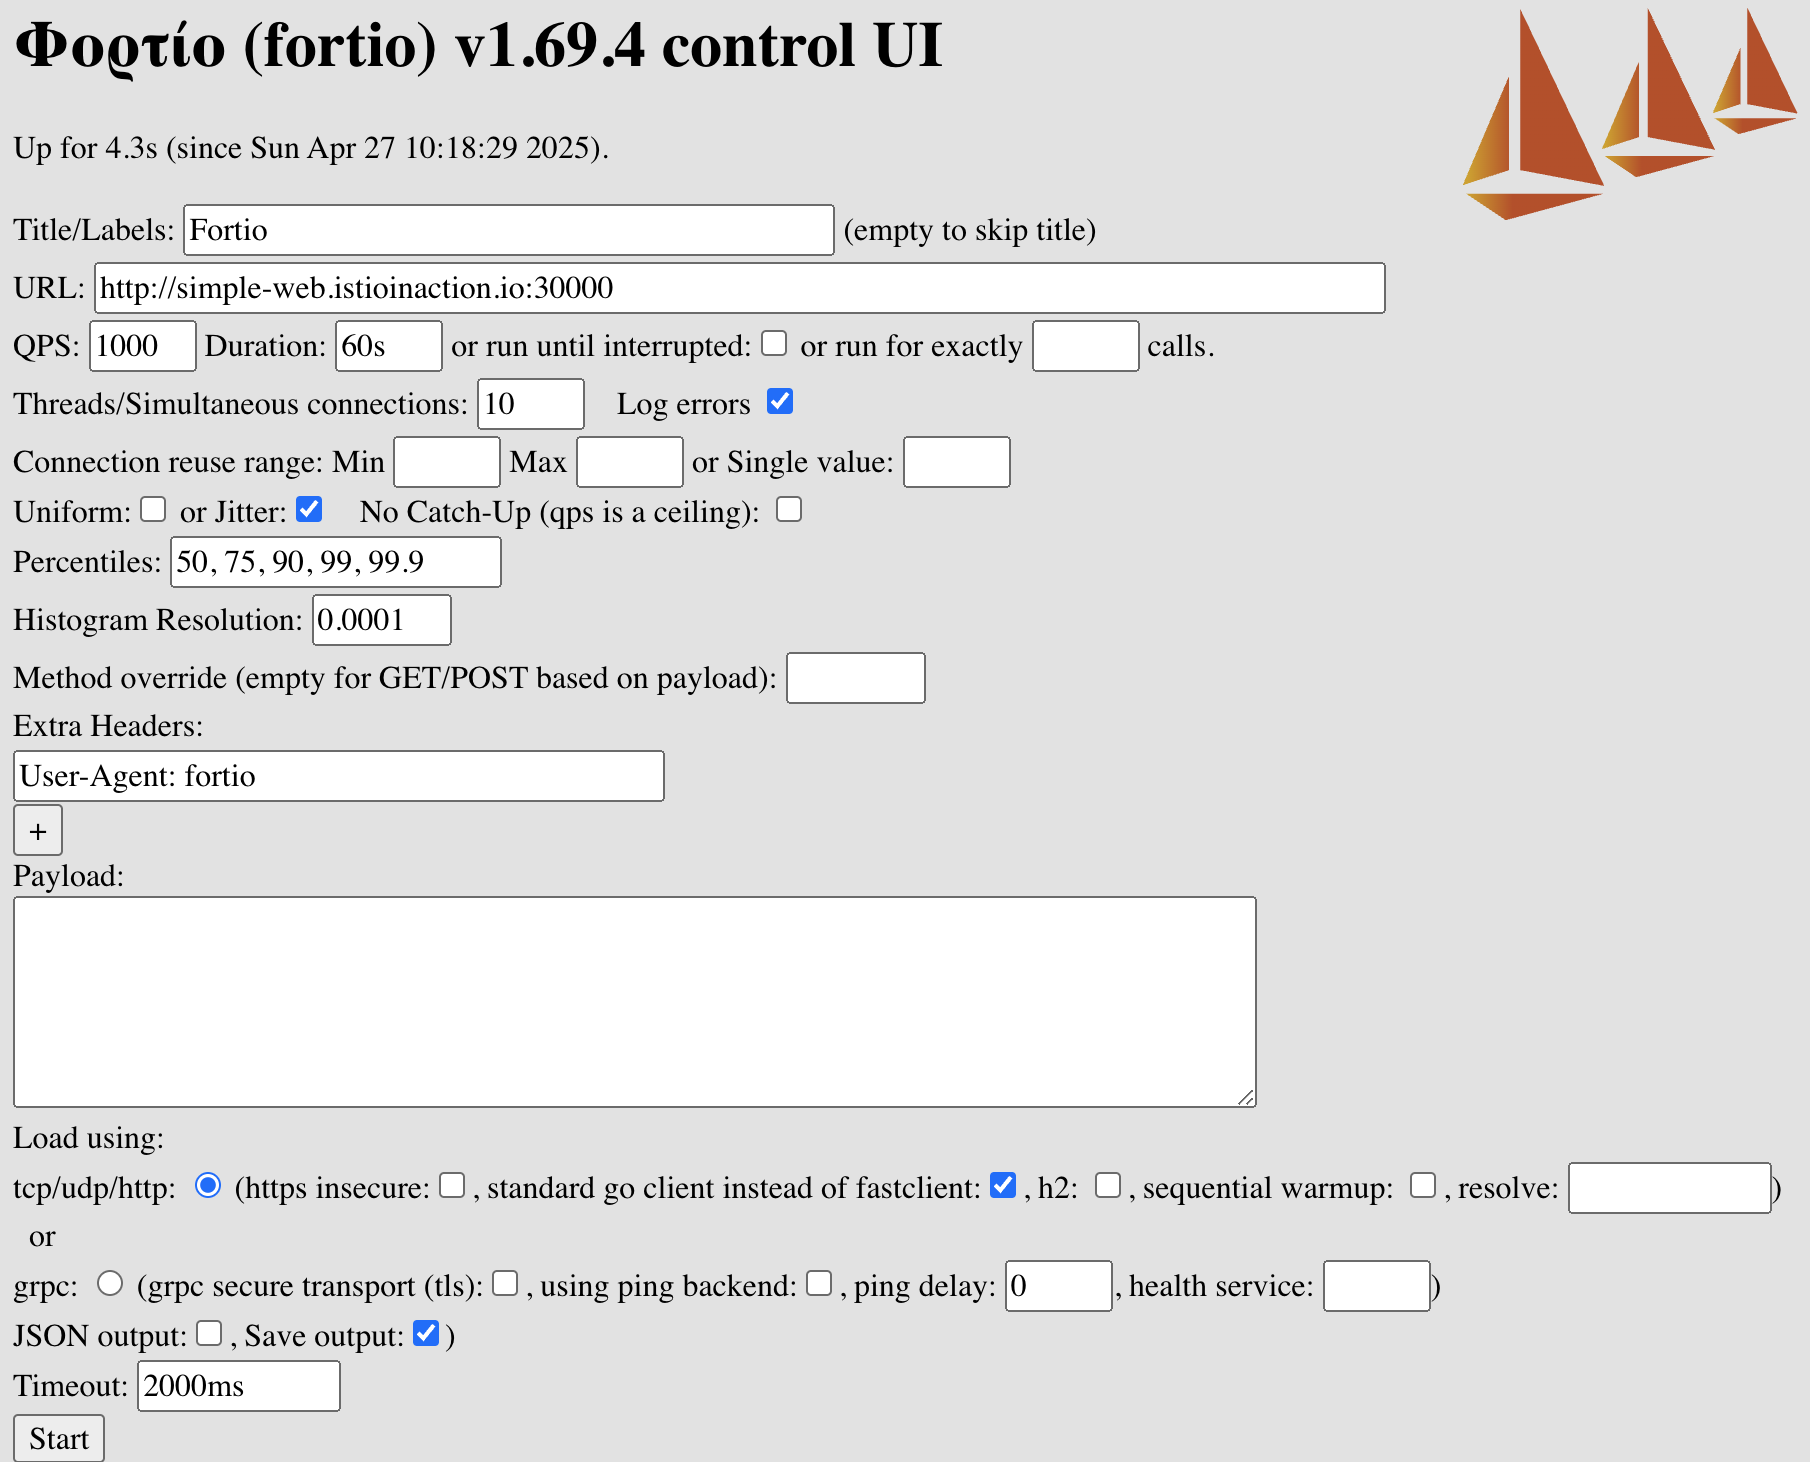 Φορτίο (fortio) v1.69.4 control UI
Up for 4.3s (since Sun Apr 27 10:18:29 2025).
Title/Labels: Fortio (empty to skip title)
URL: http://simple-web.istioinaction.io:30000
QPS: 1000 Duration: 60s or run until interrupted: or run for exactly calls.
Threads/Simultaneous connections: 10 Log errors
Connection reuse range: Min Max or Single value:
Uniform: or Jitter: No Catch-Up (qps is a ceiling):
Percentiles: 50, 75, 90, 99, 99.9
Histogram Resolution: 0.0001
Method override (empty for GET/POST based on payload):
Extra Headers:
User-Agent: fortio
+
Payload:
Load using:
tcp/udp/http: (https insecure: , standard go client instead of fastclient: , h2: , sequential warmup: , resolve: )
or
grpc: (grpc secure transport (tls): , using ping backend: , ping delay: 0 , health service: )
JSON output: , Save output: )
Timeout: 2000ms
Start